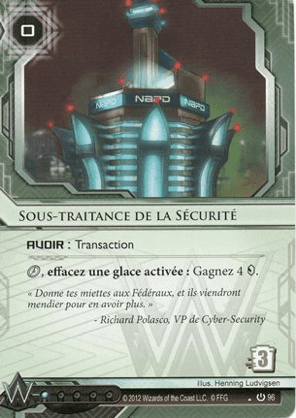 0
NAPD
NAPD
Sous-traitance de la Sécurité
AVOIR : Transaction
, effacez une glace activée : Gagnez 4 .
« Donne tes miettes aux Fédéraux, et ils viendront
mendier pour en avoir plus. »
- Richard Polasco, VP de Cyber-Security
3
Illus. Henning Ludvigsen
© 2012 Wizards of the Coast LLC. © FFG 96